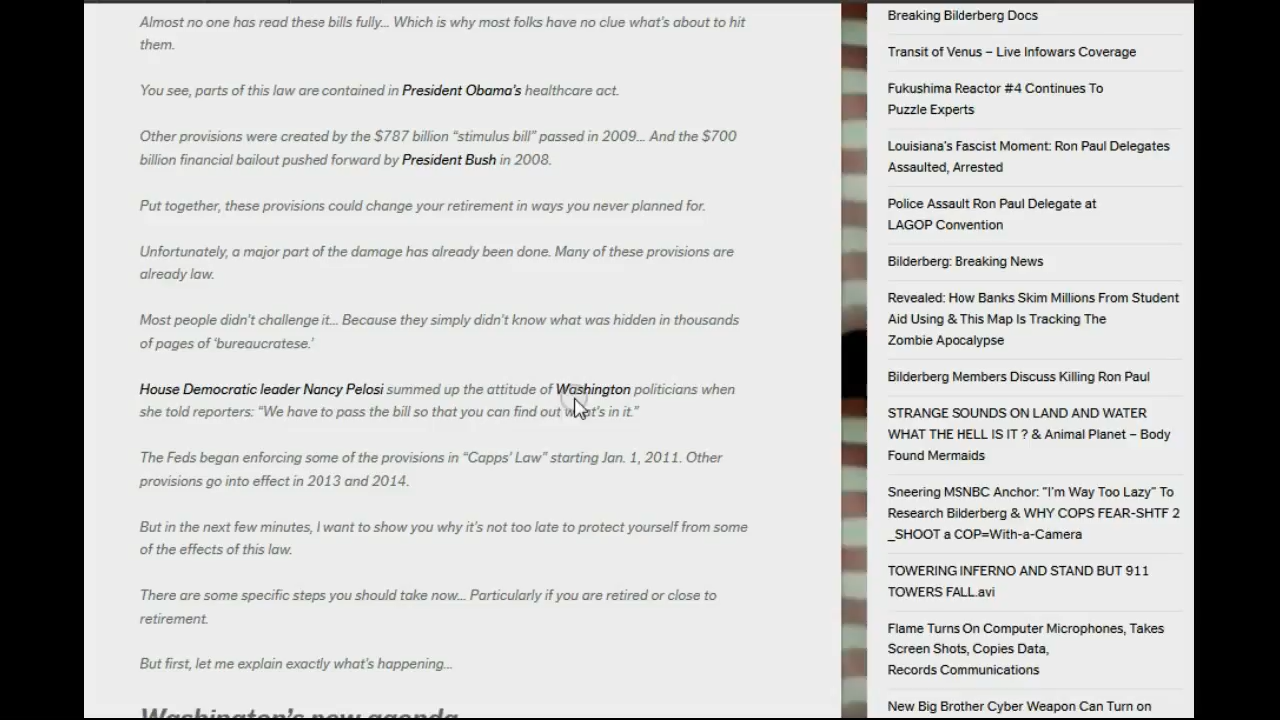 Almost no one has read these bills fully... Which is why most folks have no clue what's about to hit
them.
You see, parts of this law are contained in President Obama's healthcare act.
Other provisions were created by the $787 billion “stimulus bill” passed in 2009... And the $700
billion financial bailout pushed forward by President Bush in 2008.
Put together, these provisions could change your retirement in ways you never planned for.
Unfortunately, a major part of the damage has already been done. Many of these provisions are
already law.
Most people didn't challenge it... Because they simply didn't know what was hidden in thousands
of pages of ‘bureaucratese.’
House Democratic leader Nancy Pelosi summed up the attitude of Washington politicians when
she told reporters: “We have to pass the bill so that you can find out what's in it.”
The Feds began enforcing some of the provisions in “Capps' Law” starting Jan. 1, 2011. Other
provisions go into effect in 2013 and 2014.
But in the next few minutes, I want to show you why it's not too late to protect yourself from some
of the effects of this law.
There are some specific steps you should take now... Particularly if you are retired or close to
retirement.
But first, let me explain exactly what's happening...
Washington's new agenda
Breaking Bilderberg Docs
Transit of Venus – Live Infowars Coverage
Fukushima Reactor #4 Continues To
Puzzle Experts
Louisiana's Fascist Moment: Ron Paul Delegates
Assaulted, Arrested
Police Assault Ron Paul Delegate at
LAGOP Convention
Bilderberg: Breaking News
Revealed: How Banks Skim Millions From Student
Aid Using & This Map Is Tracking The
Zombie Apocalypse
Bilderberg Members Discuss Killing Ron Paul
STRANGE SOUNDS ON LAND AND WATER
WHAT THE HELL IS IT ? & Animal Planet – Body
Found Mermaids
Sneering MSNBC Anchor: “I'm Way Too Lazy” To
Research Bilderberg & WHY COPS FEAR-SHTF 2
_SHOOT a COP=With-a-Camera
TOWERING INFERNO AND STAND BUT 911
TOWERS FALL.avi
Flame Turns On Computer Microphones, Takes
Screen Shots, Copies Data,
Records Communications
New Big Brother Cyber Weapon Can Turn on